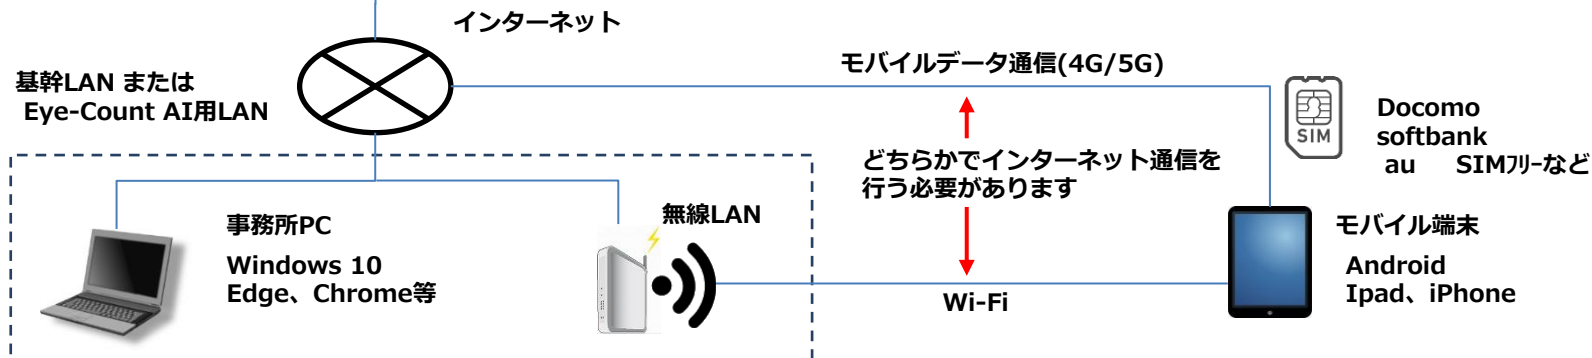 インターネット
基幹LAN または
Eye-Count AI用LAN
モバイルデータ通信(4G/5G)
SIM
Docomo
softbank
au SIMﾌﾘｰなど
どちらかでインターネット通信を
行う必要があります
事務所PC
Windows 10
Edge、Chrome等
無線LAN
Wi-Fi
モバイル端末
Android
Ipad、iPhone